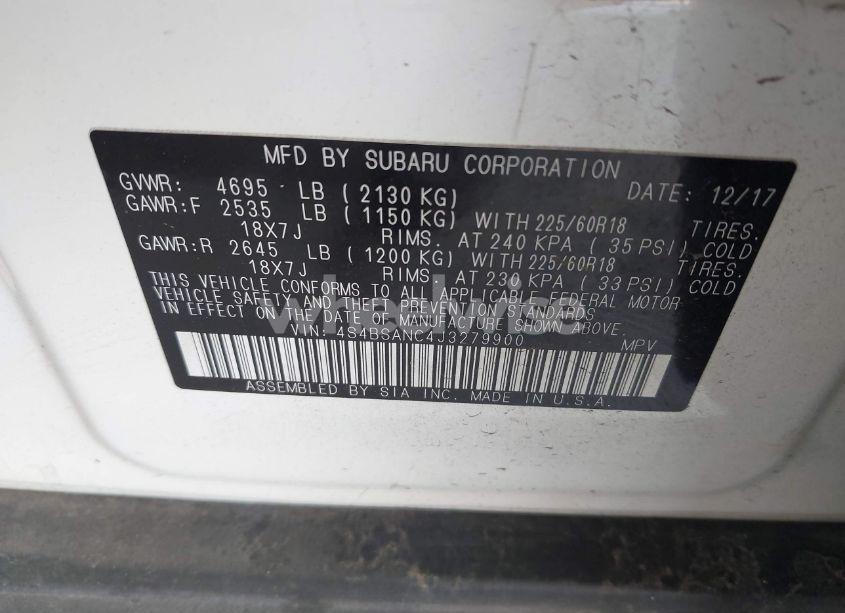 MFD BY SUBARU CORPORATION
GVWR: 4695 LB ( 2130 KG) DATE: 12/17
GAWR:F 2535 LB ( 1150 KG) WITH 225/60R18 TIRES.
18X7J RIMS. AT 240 KPA ( 35 PSI) COLD
GAWR:R 2645 LB ( 1200 KG) WITH 225/60R18 TIRES.
18X7J RIMS. AT 230 KPA ( 33 PSI) COLD
THIS VEHICLE CONFORMS TO ALL APPLICABLE FEDERAL MOTOR
VEHICLE SAFETY AND THEFT PREVENTION STANDARDS
IN EFFECT ON THE DATE OF MANUFACTURE SHOWN ABOVE.
VIN: 4S4BSANC4J3279900 MPV
ASSEMBLED BY SIA INC. MADE IN U.S.A.
wheelwise